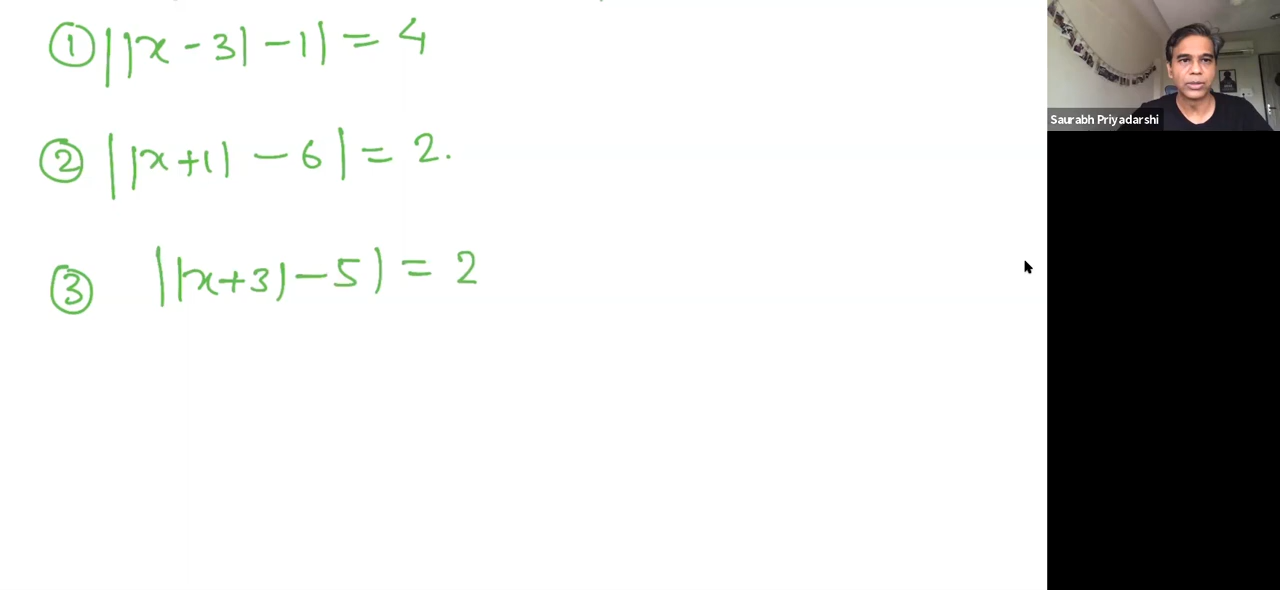 ① ||x - 3| - 1| = 4
② ||x + 1| - 6| = 2.
③ ||x + 3| - 5| = 2
Saurabh Priyadarshi